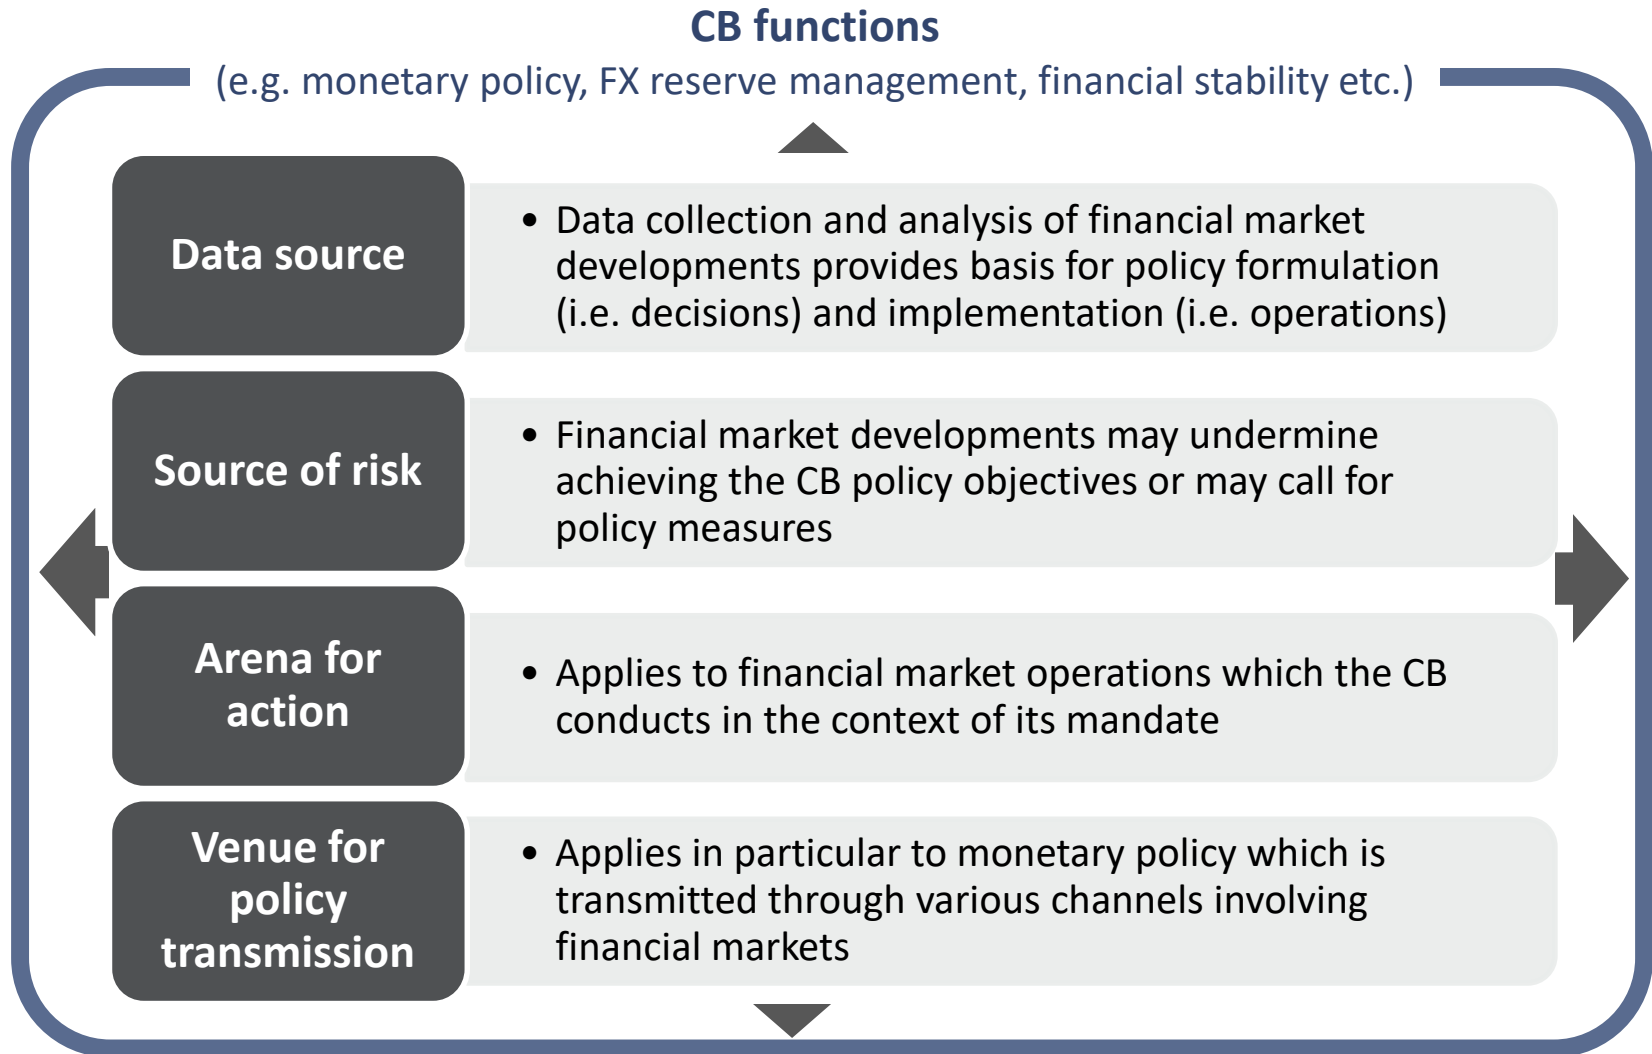 CB functions
(e.g. monetary policy, FX reserve management, financial stability etc.)
Data source
• Data collection and analysis of financial market
developments provides basis for policy formulation
(i.e. decisions) and implementation (i.e. operations)
Source of risk
• Financial market developments may undermine
achieving the CB policy objectives or may call for
policy measures
Arena for
action
• Applies to financial market operations which the CB
conducts in the context of its mandate
Venue for
policy
transmission
• Applies in particular to monetary policy which is
transmitted through various channels involving
financial markets